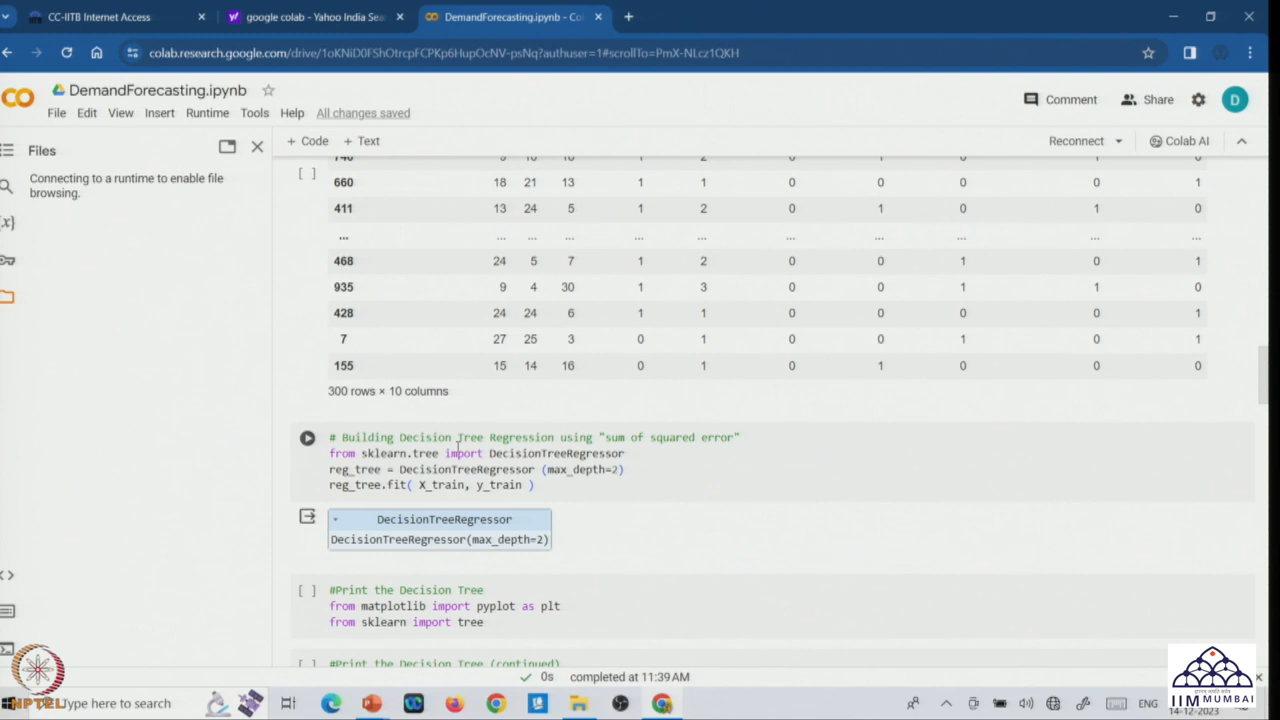 CC-IITB Internet Access
google colab - Yahoo India Sea
DemandForecasting.ipynb - Co
colab.research.google.com/drive/1oKNiD0FShOtrcpFCPKp6HupOcNV-psNq?authuser=1#scrollTo=PmX-NLcz1QKH
DemandForecasting.ipynb
Comment
Share
D
File Edit View Insert Runtime Tools Help All changes saved
Files
+ Code + Text
Reconnect
Colab AI
Connecting to a runtime to enable file
browsing.
[ ]
660 18 21 13 1 1 0 0 0 0 1
411 13 24 5 1 2 0 1 0 1 0
... ... ... ... ... ... ... ... ... ... ...
468 24 5 7 1 2 0 0 1 0 1
935 9 4 30 1 3 0 0 1 1 0
428 24 24 6 1 1 0 0 0 0 1
7 27 25 3 0 1 0 0 1 0 1
155 15 14 16 0 1 0 1 0 0 0
300 rows × 10 columns
# Building Decision Tree Regression using "sum of squared error"
from sklearn.tree import DecisionTreeRegressor
reg_tree = DecisionTreeRegressor (max_depth=2)
reg_tree.fit( X_train, y_train )
DecisionTreeRegressor
DecisionTreeRegressor(max_depth=2)
[ ] #Print the Decision Tree
from matplotlib import pyplot as plt
from sklearn import tree
[ ] #Print the Decision Tree (continued)
0s completed at 11:39 AM
Type here to search
ENG
14-12-2023
NPTEL
IIM MUMBAI